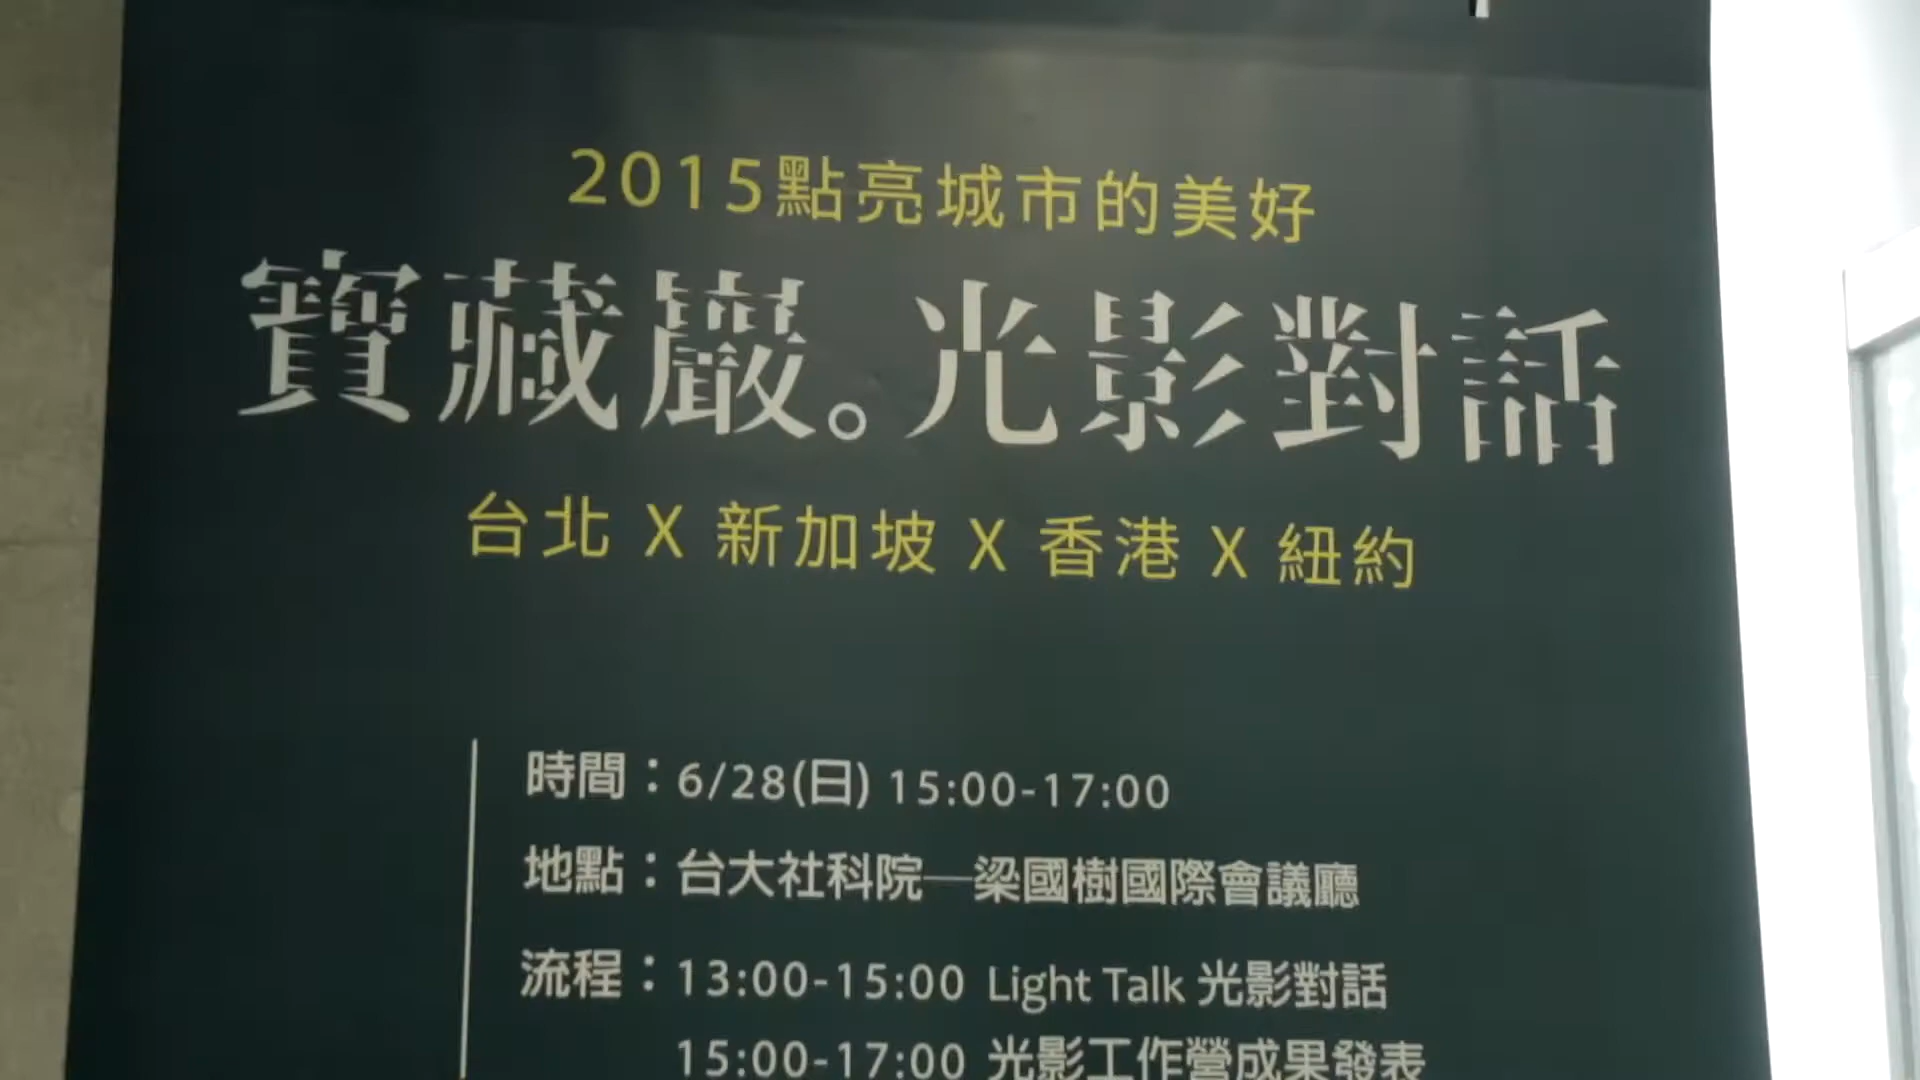 2015點亮城市的美好
寶藏巖。光影對話
台北 X 新加坡 X 香港 X 紐約
時間：6/28(日) 15:00-17:00
地點：台大社科院—梁國樹國際會議廳
流程：13:00-15:00 Light Talk 光影對話
15:00-17:00 光影工作營成果發表